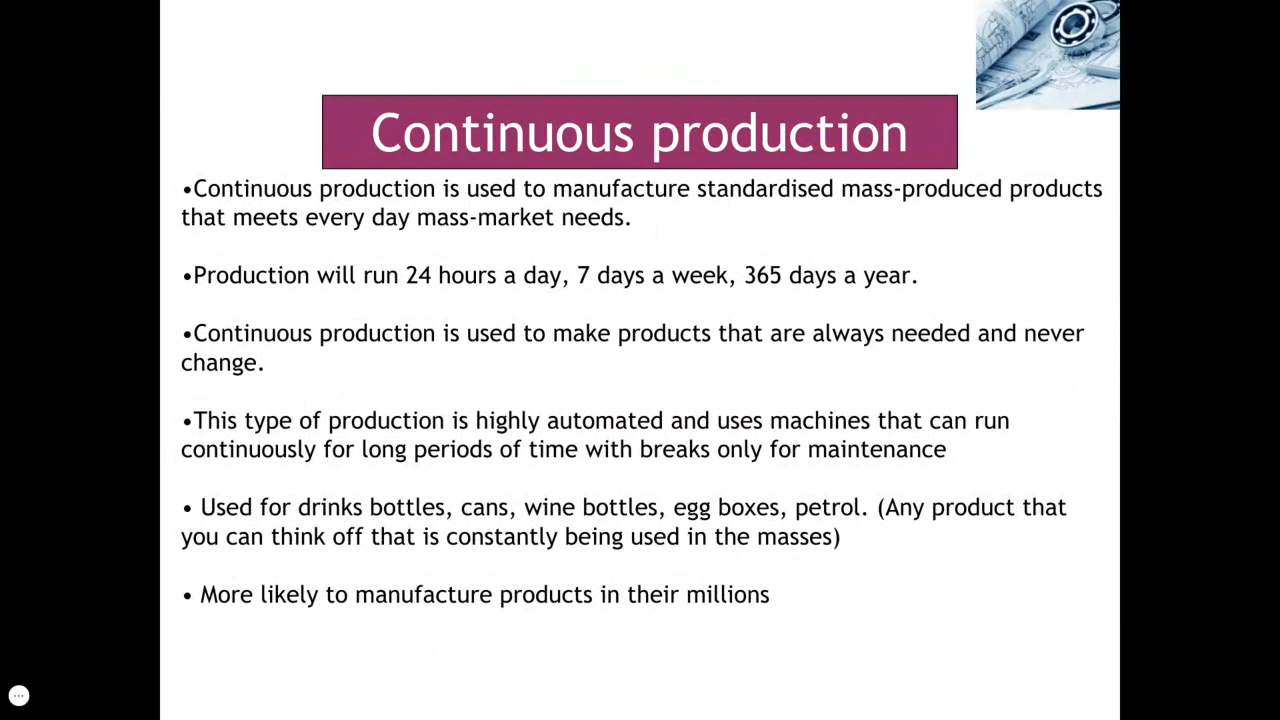 Continuous production
•Continuous production is used to manufacture standardised mass-produced products
that meets every day mass-market needs.
•Production will run 24 hours a day, 7 days a week, 365 days a year.
•Continuous production is used to make products that are always needed and never
change.
•This type of production is highly automated and uses machines that can run
continuously for long periods of time with breaks only for maintenance
• Used for drinks bottles, cans, wine bottles, egg boxes, petrol. (Any product that
you can think off that is constantly being used in the masses)
• More likely to manufacture products in their millions